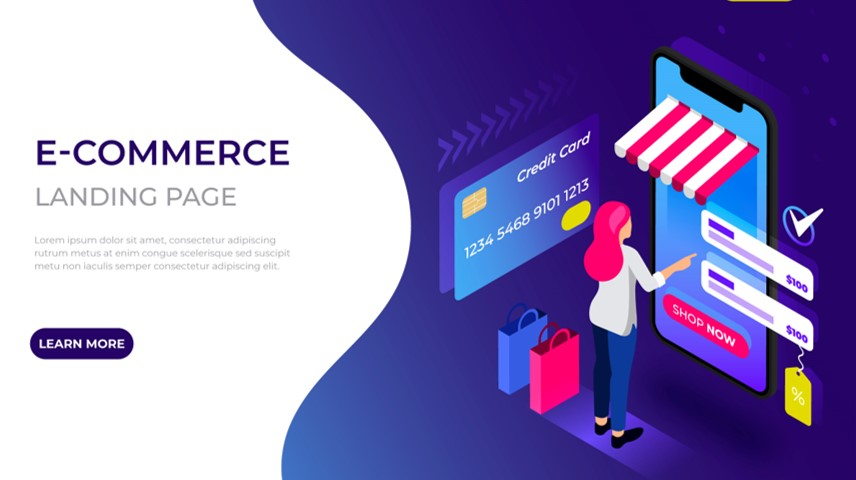 E-COMMERCE
LANDING PAGE
Lorem ipsum dolor sit amet, consectetur adipiscing
rutrum metus at enim congue scelerisque sed suscipit
metu non iaculis semper consectetur adipiscing elit.
LEARN MORE
Credit Card
1234 5468 9101 1213
$100
$100
SHOP NOW
%